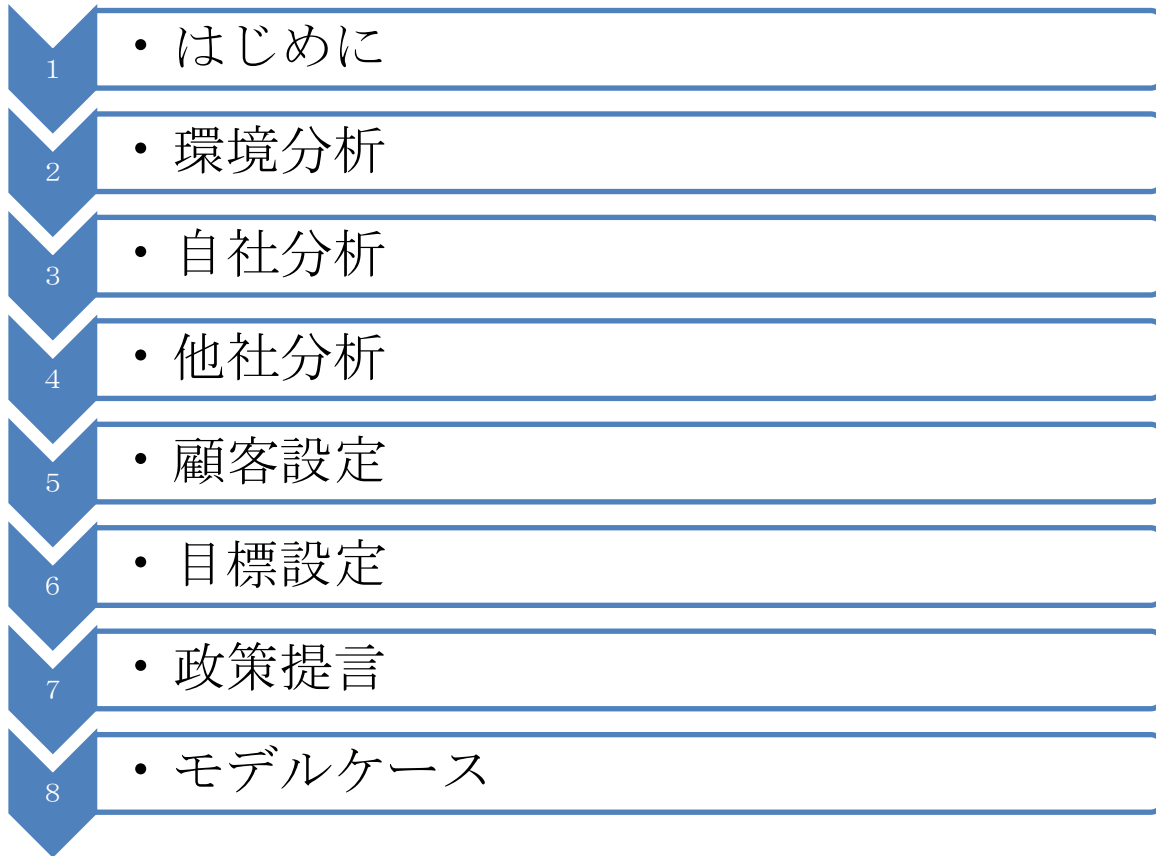 1 ・はじめに
2 ・環境分析
3 ・自社分析
4 ・他社分析
5 ・顧客設定
6 ・目標設定
7 ・政策提言
8 ・モデルケース